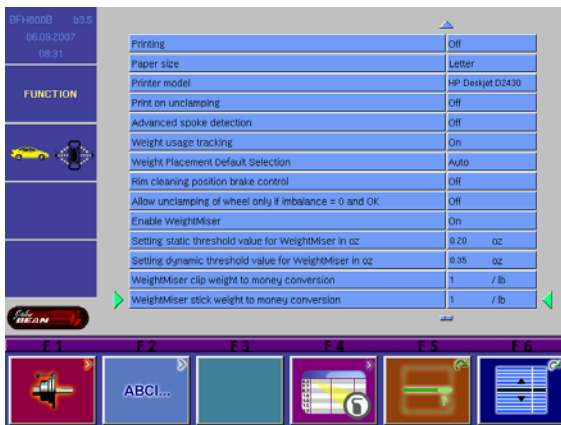 BFH800B b3.5
06.09.2007
08:31
FUNCTION
Printing Off
Paper size Letter
Printer model HP Deskjet D2430
Print on unclamping Off
Advanced spoke detection Off
Weight usage tracking On
Weight Placement Default Selection Auto
Rim cleaning position brake control Off
Allow unclamping of wheel only if imbalance = 0 and OK Off
Enable WeightMiser On
Setting static threshold value for WeightMiser in oz 0.20 oz
Setting dynamic threshold value for WeightMiser in oz 0.35 oz
WeightMiser clip weight to money conversion 1 / lb
WeightMiser stick weight to money conversion 1 / lb
John
BEAN
F 1 F 2 F 3 F 4 F 5 F 6
ABCI...
?